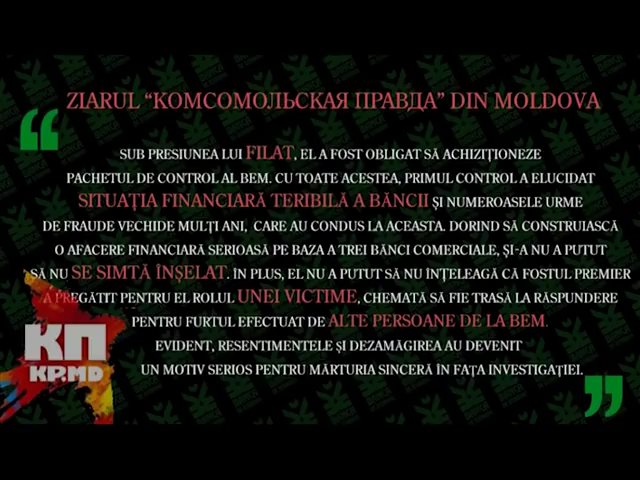 ZIARUL “КОМСОМОЛЬСКАЯ ПРАВДА” DIN MOLDOVA
SUB PRESIUNEA LUI FILAT, EL A FOST OBLIGAT SĂ ACHIZIȚIONEZE
PACHETUL DE CONTROL AL BEM. CU TOATE ACESTEA, PRIMUL CONTROL A ELUCIDAT
SITUAȚIA FINANCIARĂ TERIBILĂ A BĂNCII ȘI NUMEROASELE URME
DE FRAUDE VECHIDE MULȚI ANI, CARE AU CONDUS LA ACEASTA. DORIND SĂ CONSTRUIASCĂ
O AFACERE FINANCIARĂ SERIOASĂ PE BAZA A TREI BĂNCI COMERCIALE, ȘI-A NU A PUTUT
SĂ NU SE SIMTĂ ÎNȘELAT. ÎN PLUS, EL NU A PUTUT SĂ NU ÎNȚELEAGĂ CĂ FOSTUL PREMIER
A PREGĂTIT PENTRU EL ROLUL UNEI VICTIME, CHEMATĂ SĂ FIE TRASA LA RĂSPUNDERE
PENTRU FURTUL EFECTUAT DE ALTE PERSOANE DE LA BEM.
EVIDENT, RESENTIMENTELE ȘI DEZAMĂGIREA AU DEVENIT
UN MOTIV SERIOS PENTRU MĂRTURIA SINCERĂ ÎN FAȚA INVESTIGAȚIEI.
КП
KP.MD